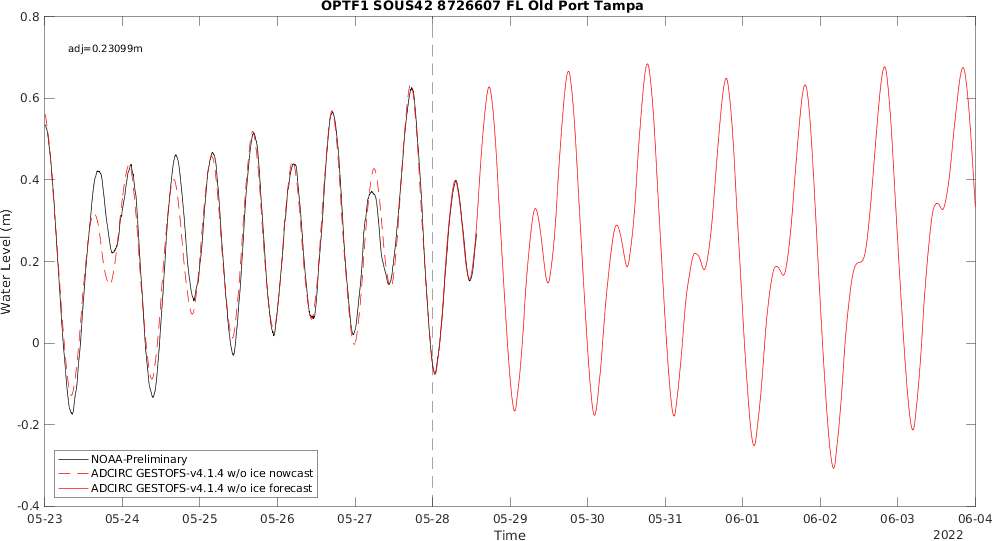 OPTF1 SOUS42 8726607 FL Old Port Tampa
adj=0.23099m
Water Level (m)
0.8
0.6
0.4
0.2
0
-0.2
-0.4
NOAA-Preliminary
ADCIRC GESTOFS-v4.1.4 w/o ice nowcast
ADCIRC GESTOFS-v4.1.4 w/o ice forecast
05-23 05-24 05-25 05-26 05-27 05-28 05-29 05-30 05-31 06-01 06-02 06-03 06-04
Time
2022